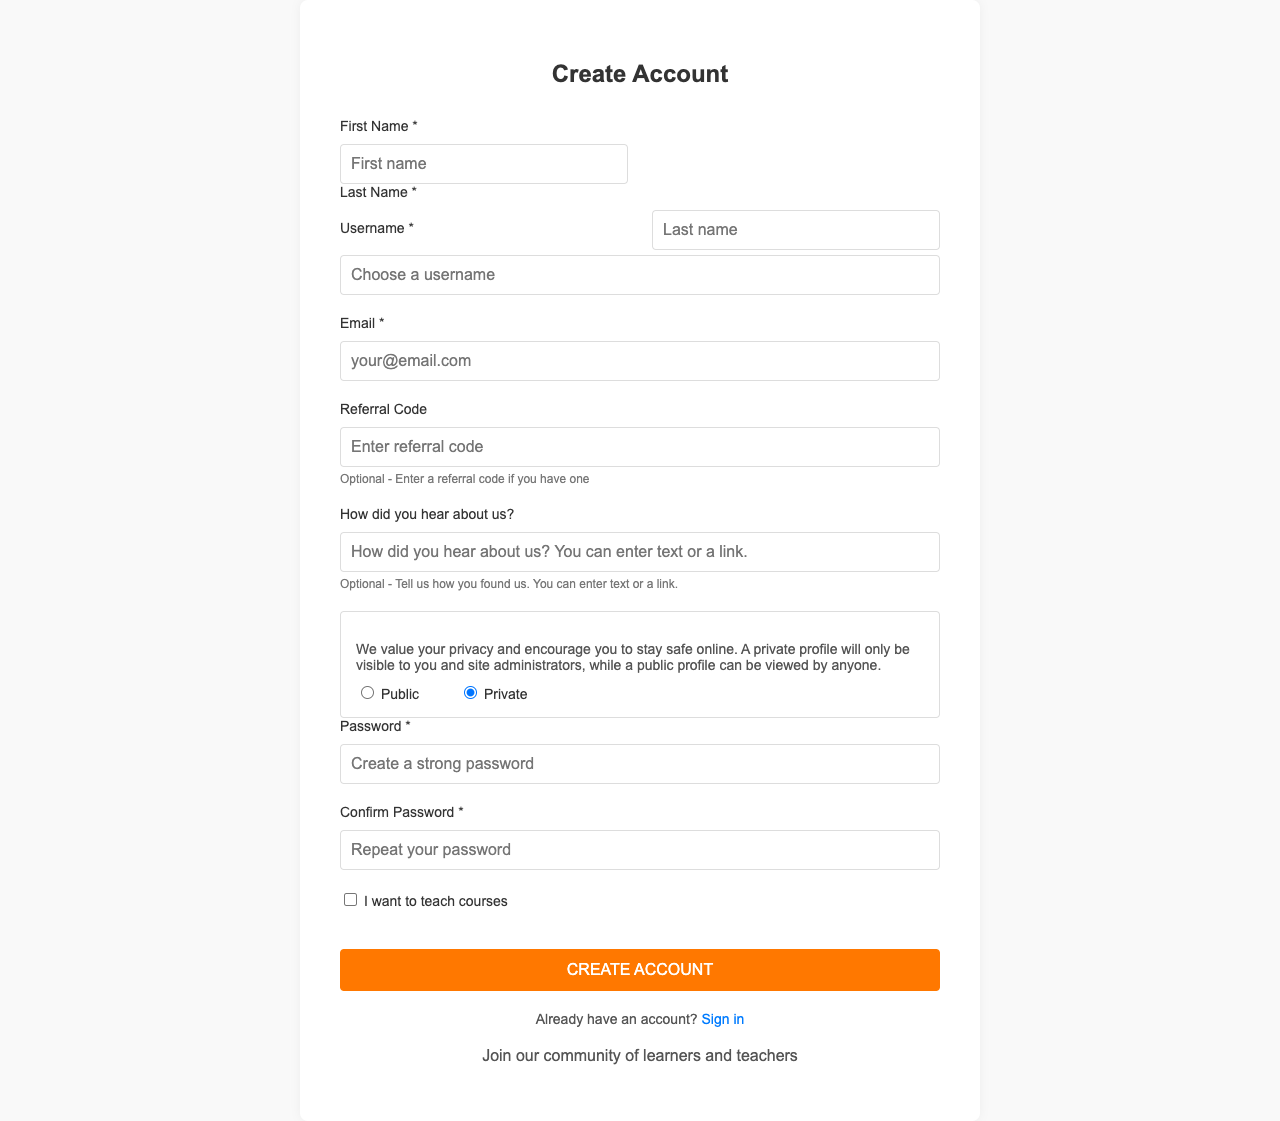 Create Account
First Name *
First name
Last Name *
Last name
Username *
Choose a username
Email *
your@email.com
Referral Code
Enter referral code
Optional - Enter a referral code if you have one
How did you hear about us?
How did you hear about us? You can enter text or a link.
Optional - Tell us how you found us. You can enter text or a link.
We value your privacy and encourage you to stay safe online. A private profile will only be
visible to you and site administrators, while a public profile can be viewed by anyone.
Public Private
Password *
Create a strong password
Confirm Password *
Repeat your password
I want to teach courses
CREATE ACCOUNT
Already have an account? Sign in
Join our community of learners and teachers